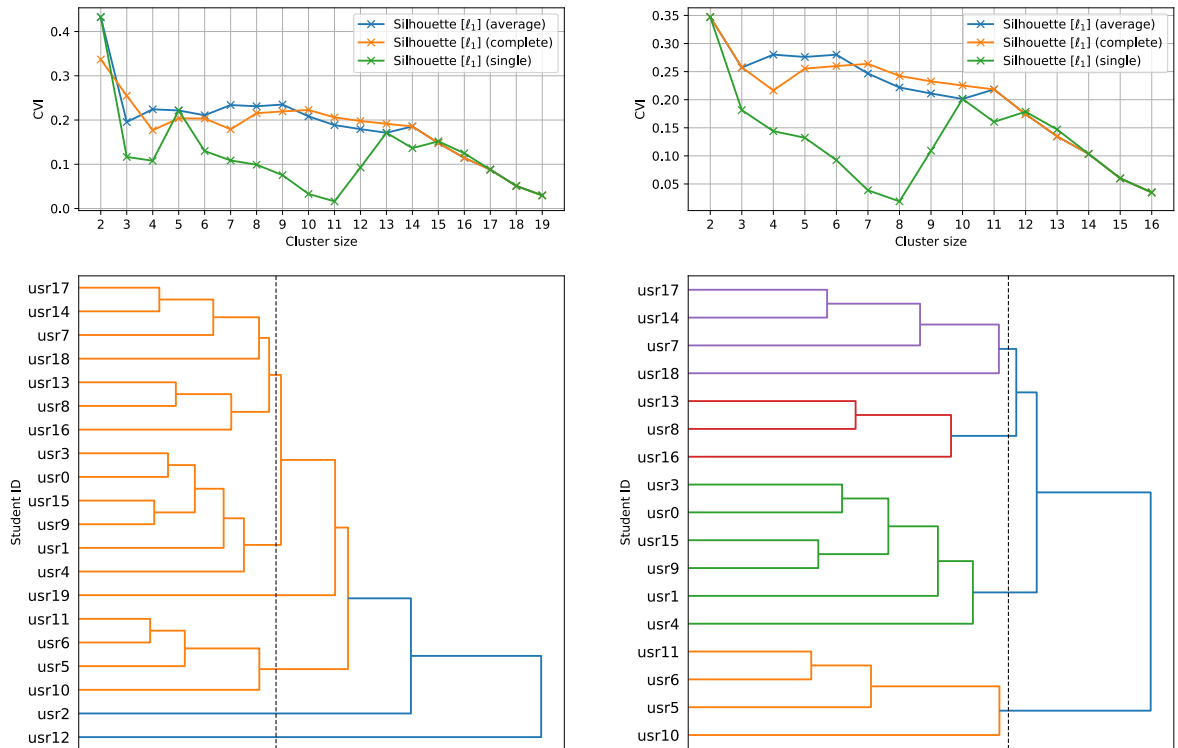 Silhouette [ℓ1] (average)
Silhouette [ℓ1] (complete)
Silhouette [ℓ1] (single)
CVI
0.4
0.3
0.2
0.1
0.0
2 3 4 5 6 7 8 9 10 11 12 13 14 15 16 17 18 19
Cluster size
Silhouette [ℓ1] (average)
Silhouette [ℓ1] (complete)
Silhouette [ℓ1] (single)
CVI
0.35
0.30
0.25
0.20
0.15
0.10
0.05
2 3 4 5 6 7 8 9 10 11 12 13 14 15 16
Cluster size
Student ID
usr17
usr14
usr7
usr18
usr13
usr8
usr16
usr3
usr0
usr15
usr9
usr1
usr4
usr19
usr11
usr6
usr5
usr10
usr2
usr12
Student ID
usr17
usr14
usr7
usr18
usr13
usr8
usr16
usr3
usr0
usr15
usr9
usr1
usr4
usr11
usr6
usr5
usr10